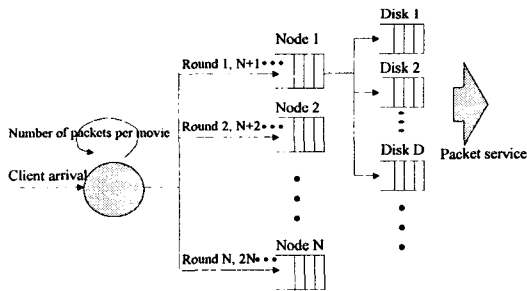 Node 1
Disk 1
Round 1, N+1•••
Disk 2
Node 2
Number of packets per movie
Round 2, N+2•••
Disk D
Packet service
Client arrival
Node N
Round N, 2N•••